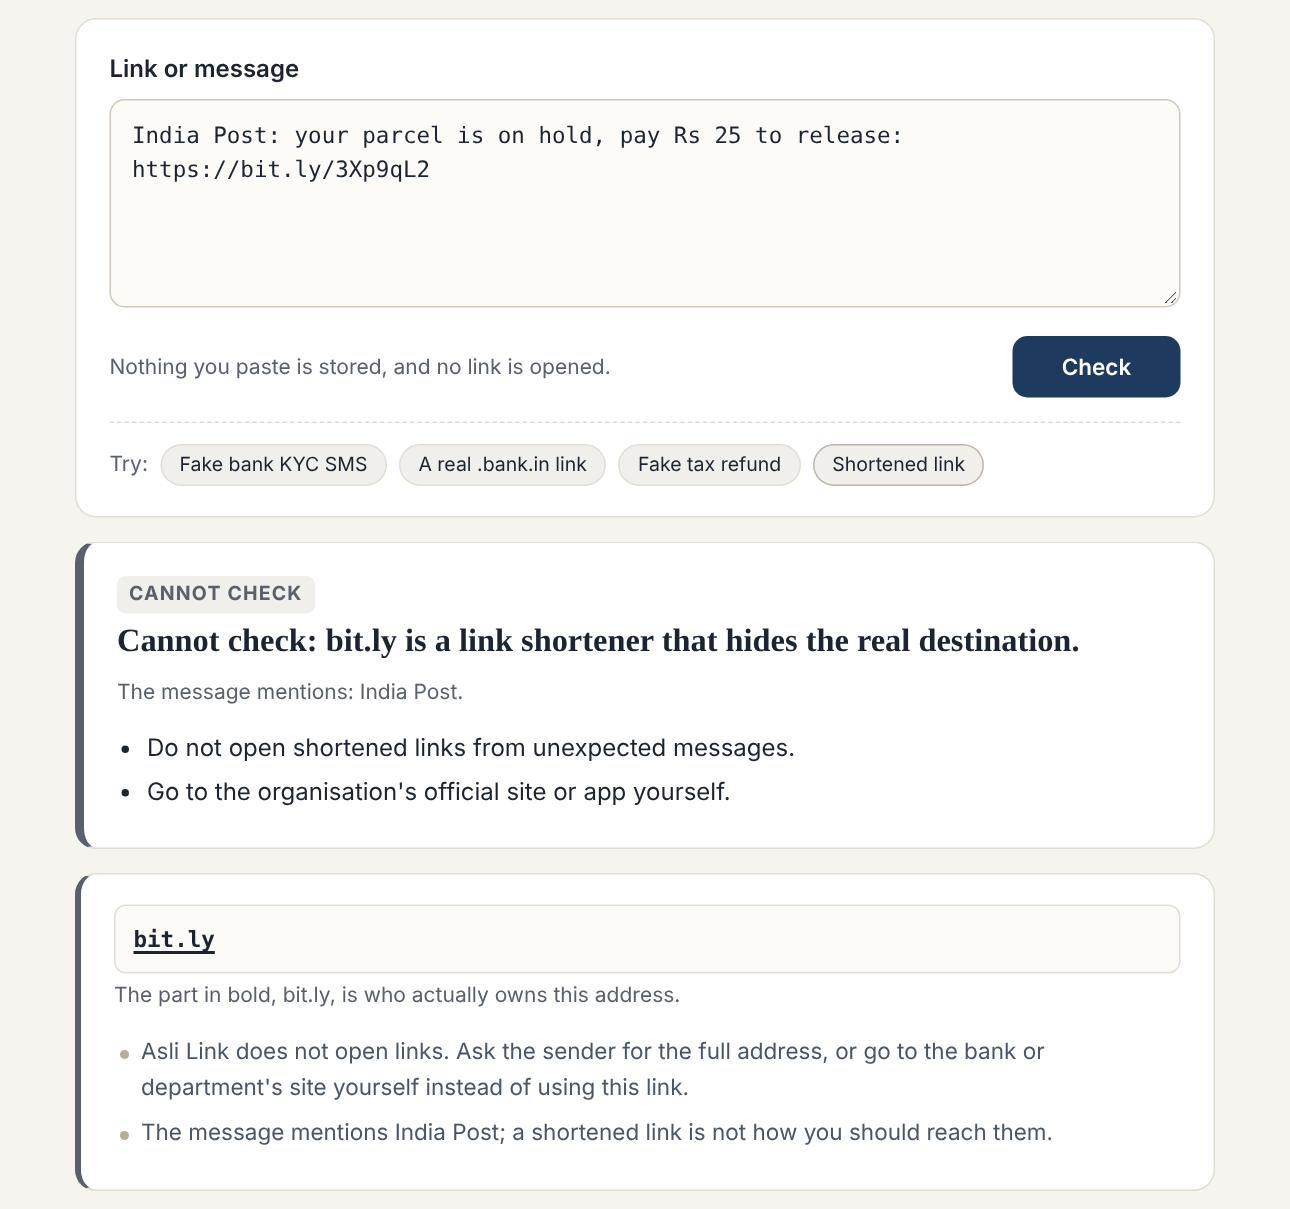 Link or message
India Post: your parcel is on hold, pay Rs 25 to release:
https://bit.ly/3Xp9qL2
Nothing you paste is stored, and no link is opened.
Check
Try:
Fake bank KYC SMS
A real .bank.in link
Fake tax refund
Shortened link
CANNOT CHECK
Cannot check: bit.ly is a link shortener that hides the real destination.
The message mentions: India Post.
Do not open shortened links from unexpected messages.
Go to the organisation's official site or app yourself.
bit.ly
The part in bold, bit.ly, is who actually owns this address.
Asli Link does not open links. Ask the sender for the full address, or go to the bank or
department's site yourself instead of using this link.
The message mentions India Post; a shortened link is not how you should reach them.